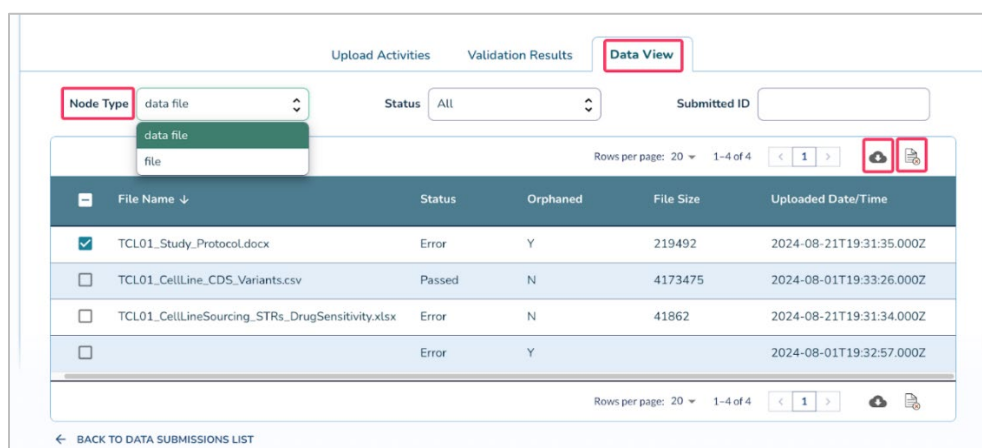 Upload Activities Validation Results Data View
Node Type data file Status All Submitted ID
data file
file
Rows per page: 20 1–4 of 4 < 1 >
File Name ↓ Status Orphaned File Size Uploaded Date/Time
TCL01_Study_Protocol.docx Error Y 219492 2024-08-21T19:31:35.000Z
TCL01_CellLine_CDS_Variants.csv Passed N 4173475 2024-08-01T19:33:26.000Z
TCL01_CellLineSourcing_STRs_DrugSensitivity.xlsx Error N 41862 2024-08-21T19:31:34.000Z
Error Y 2024-08-01T19:32:57.000Z
Rows per page: 20 1–4 of 4 < 1 >
← BACK TO DATA SUBMISSIONS LIST